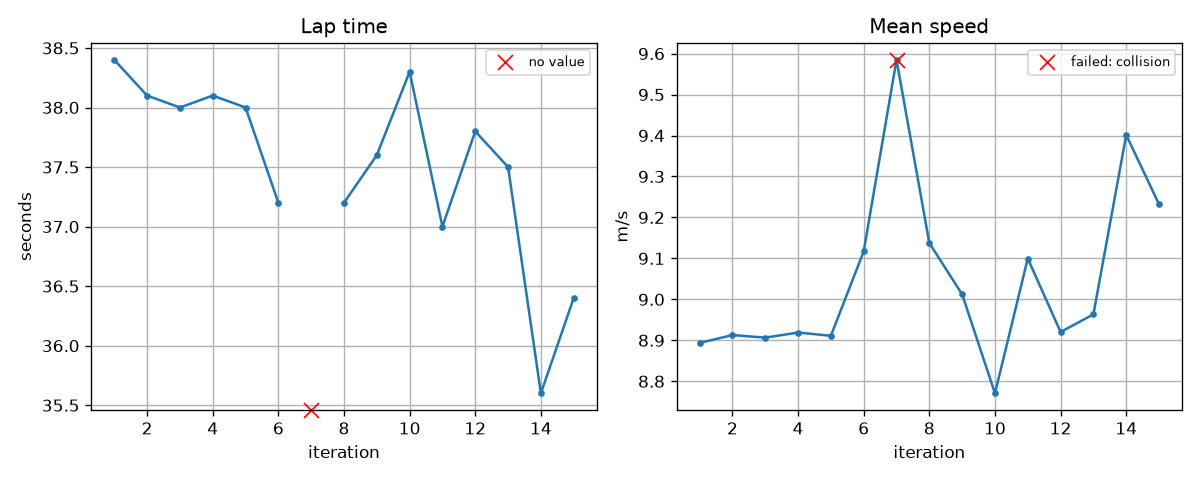 Lap time
38.5
38.0
37.5
37.0
36.5
36.0
35.5
seconds
no value
2 4 6 8 10 12 14
iteration
Mean speed
9.6
9.5
9.4
9.3
9.2
9.1
9.0
8.9
8.8
m/s
failed: collision
2 4 6 8 10 12 14
iteration